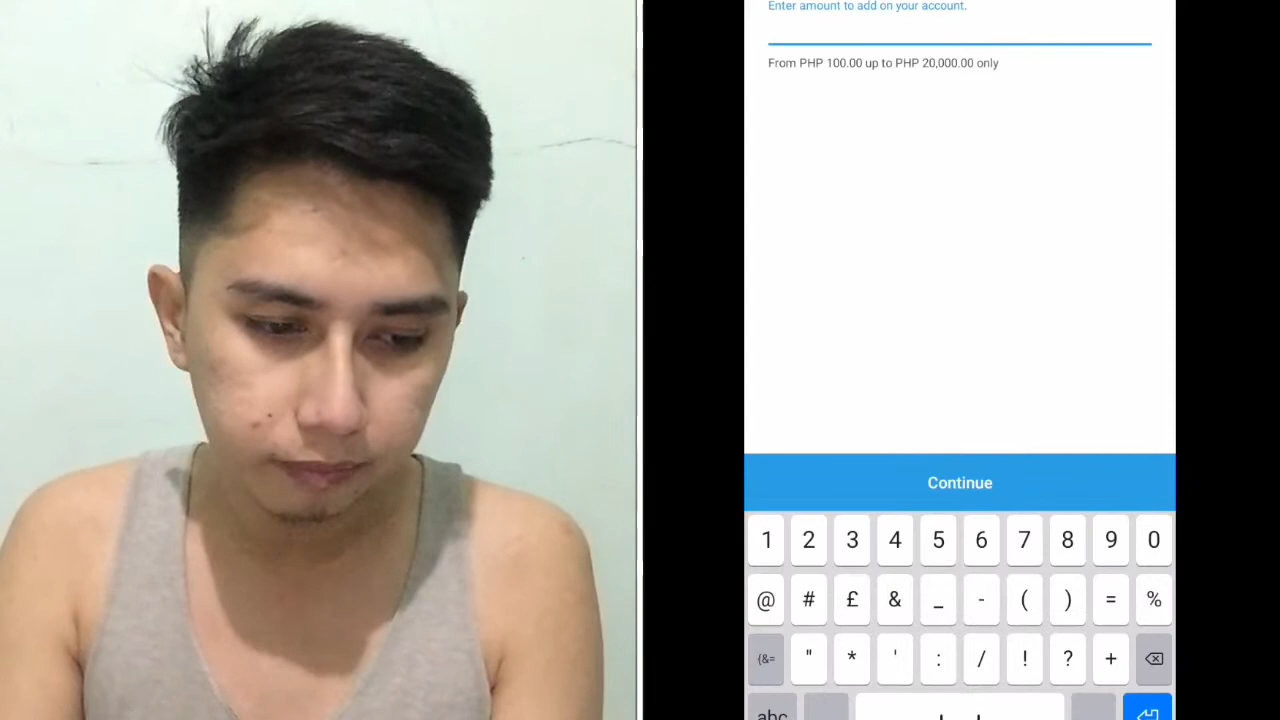 Enter amount to add on your account.
From PHP 100.00 up to PHP 20,000.00 only
Continue
1 2 3 4 5 6 7 8 9 0
@ # £ & _ - ( ) = %
{&= " * ' : / ! ? +
abc